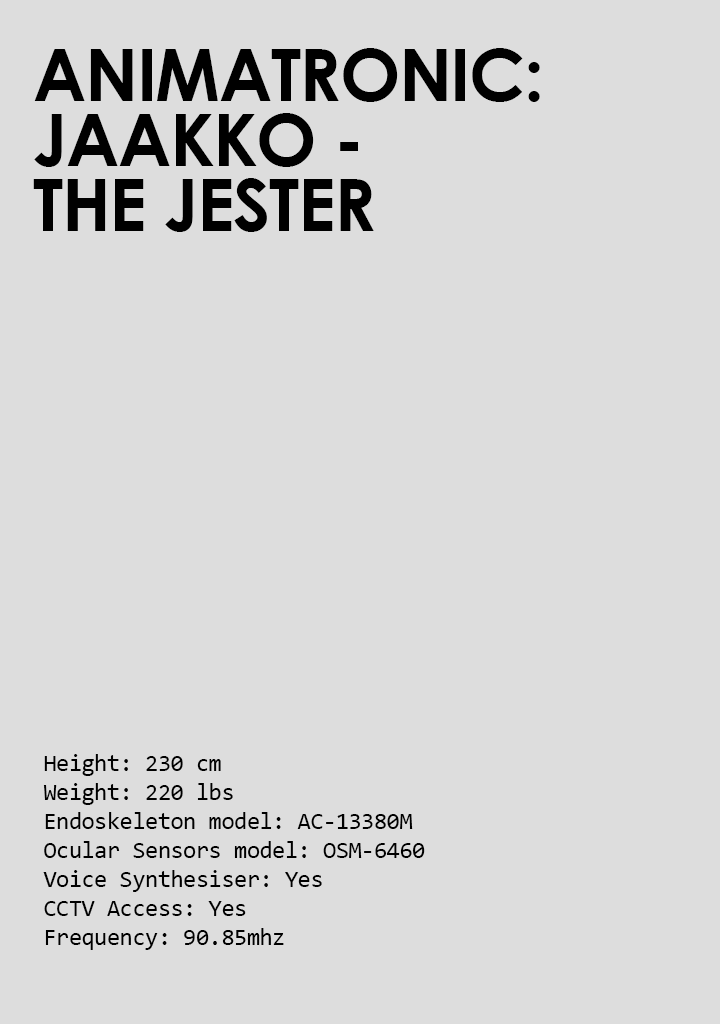 ANIMATRONIC:
JAAKKO -
THE JESTER
Height: 230 cm
Weight: 220 lbs
Endoskeleton model: AC-13380M
Ocular Sensors model: OSM-6460
Voice Synthesiser: Yes
CCTV Access: Yes
Frequency: 90.85mhz